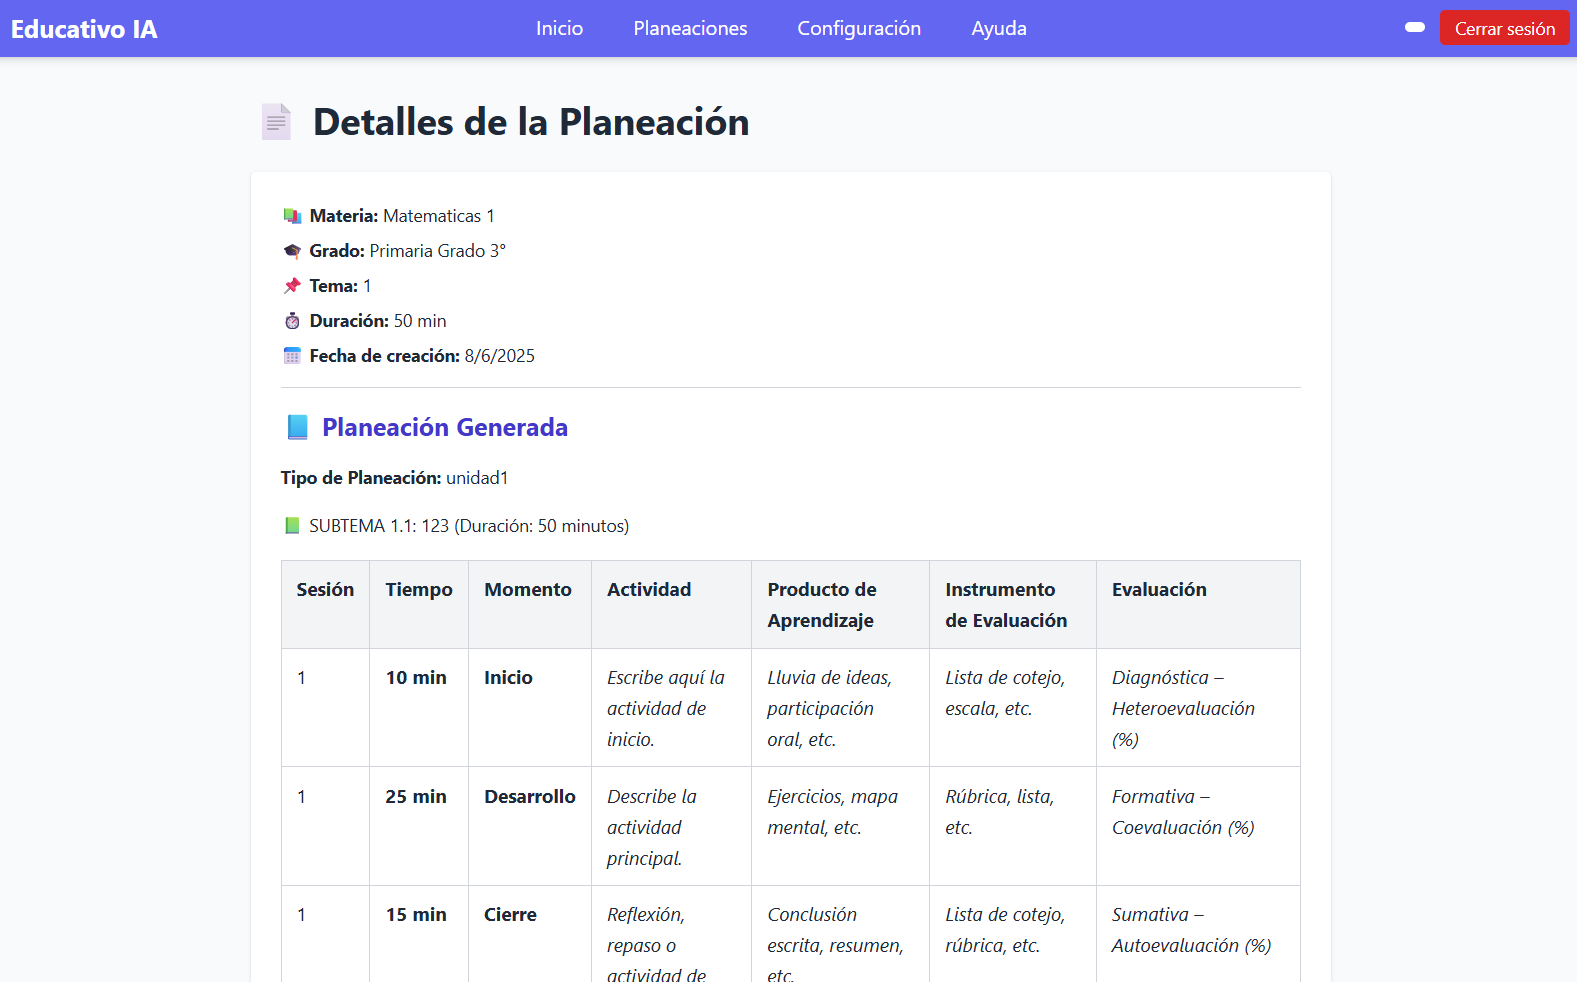 Educativo IA
Inicio
Planeaciones
Configuración
Ayuda
Cerrar sesión
Detalles de la Planeación
Materia: Matematicas 1
Grado: Primaria Grado 3°
Tema: 1
Duración: 50 min
Fecha de creación: 8/6/2025
Planeación Generada
Tipo de Planeación: unidad1
SUBTEMA 1.1: 123 (Duración: 50 minutos)
Sesión
Tiempo
Momento
Actividad
Producto de
Aprendizaje
Instrumento
de Evaluación
Evaluación
1
10 min
Inicio
Escribe aquí la
actividad de
inicio.
Lluvia de ideas,
participación
oral, etc.
Lista de cotejo,
escala, etc.
Diagnóstica –
Heteroevaluación
(%)
1
25 min
Desarrollo
Describe la
actividad
principal.
Ejercicios, mapa
mental, etc.
Rúbrica, lista,
etc.
Formativa –
Coevaluación (%)
1
15 min
Cierre
Reflexión,
repaso o
actividad de
Conclusión
escrita, resumen,
etc.
Lista de cotejo,
rúbrica, etc.
Sumativa –
Autoevaluación (%)